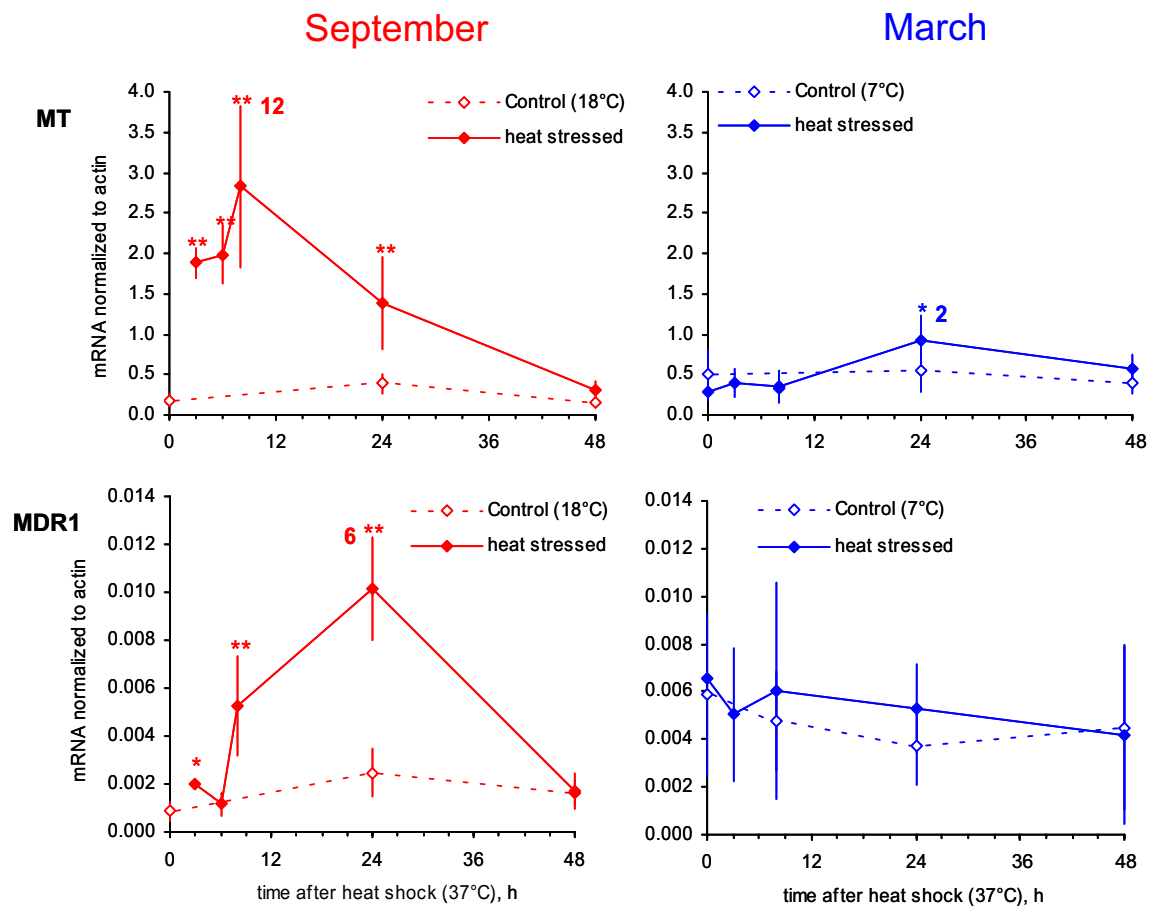 September
March
MT
mRNA normalized to actin
4.0
3.5
3.0
2.5
2.0
1.5
1.0
0.5
0.0
** 12
**
**
**
Control (18°C)
heat stressed
0 12 24 36 48
4.0
3.5
3.0
2.5
2.0
1.5
1.0
0.5
0.0
Control (7°C)
heat stressed
* 2
0 12 24 36 48
MDR1
mRNA normalized to actin
0.014
0.012
0.010
0.008
0.006
0.004
0.002
0.000
Control (18°C)
heat stressed
6 **
**
*
0 12 24 36 48
time after heat shock (37°C), h
0.014
0.012
0.010
0.008
0.006
0.004
0.002
0.000
Control (7°C)
heat stressed
0 12 24 36 48
time after heat shock (37°C), h